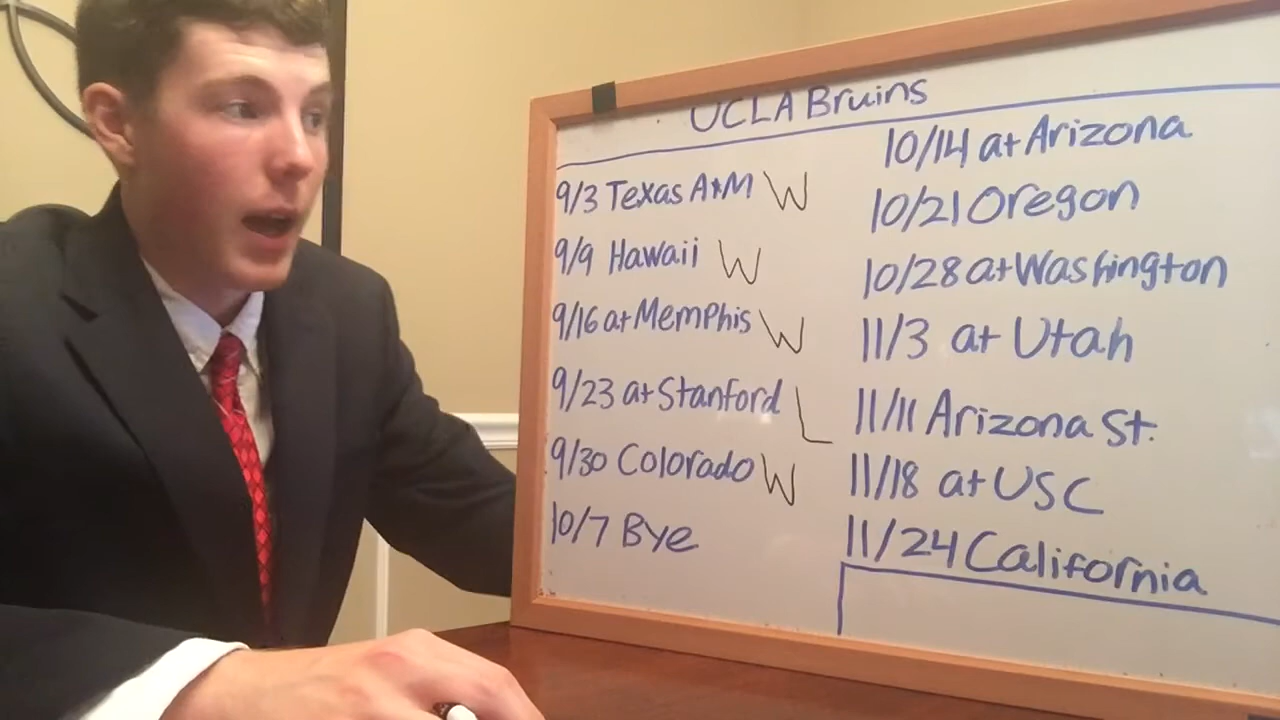 UCLA Bruins
9/3 Texas A&M W
9/9 Hawaii W
9/16 at Memphis W
9/23 at Stanford L
9/30 Colorado W
10/7 Bye
10/14 at Arizona
10/21 Oregon
10/28 at Washington
11/3 at Utah
11/11 Arizona St.
11/18 at USC
11/24 California